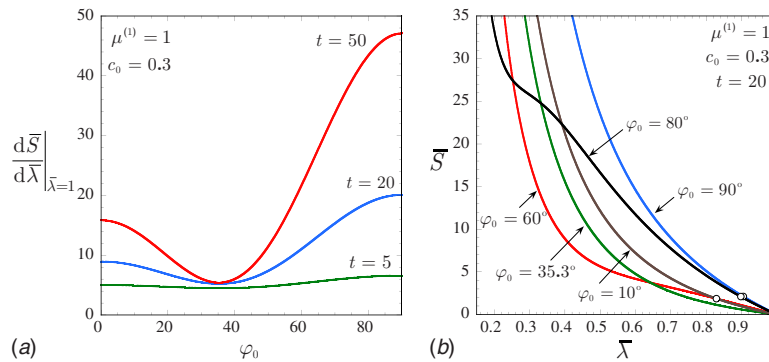 50
40
30
20
10
0
0
20
40
60
80
μ⁽¹⁾ = 1
c₀ = 0.3
t = 50
t = 20
t = 5
dS̅
dλ̅ |λ̅=1
φ₀
(a)
35
30
25
20
15
10
5
0
0.2
0.3
0.4
0.5
0.6
0.7
0.8
0.9
1
μ⁽¹⁾ = 1
c₀ = 0.3
t = 20
S̅
φ₀ = 80°
φ₀ = 90°
φ₀ = 60°
φ₀ = 35.3°
φ₀ = 10°
λ̅
(b)